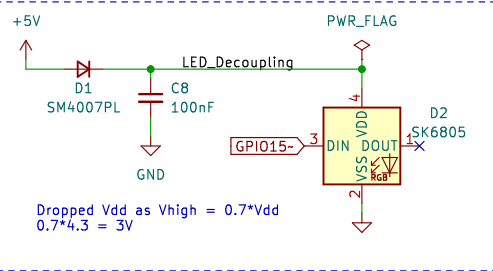 +5V
PWR_FLAG
LED_Decoupling
D1
SM4007PL
C8
100nF
GND
4
VDD
D2
SK6805
GPIO15~
3
DIN
DOUT
1
VSS
RGB
2
Dropped Vdd as Vhigh = 0.7*Vdd
0.7*4.3 = 3V